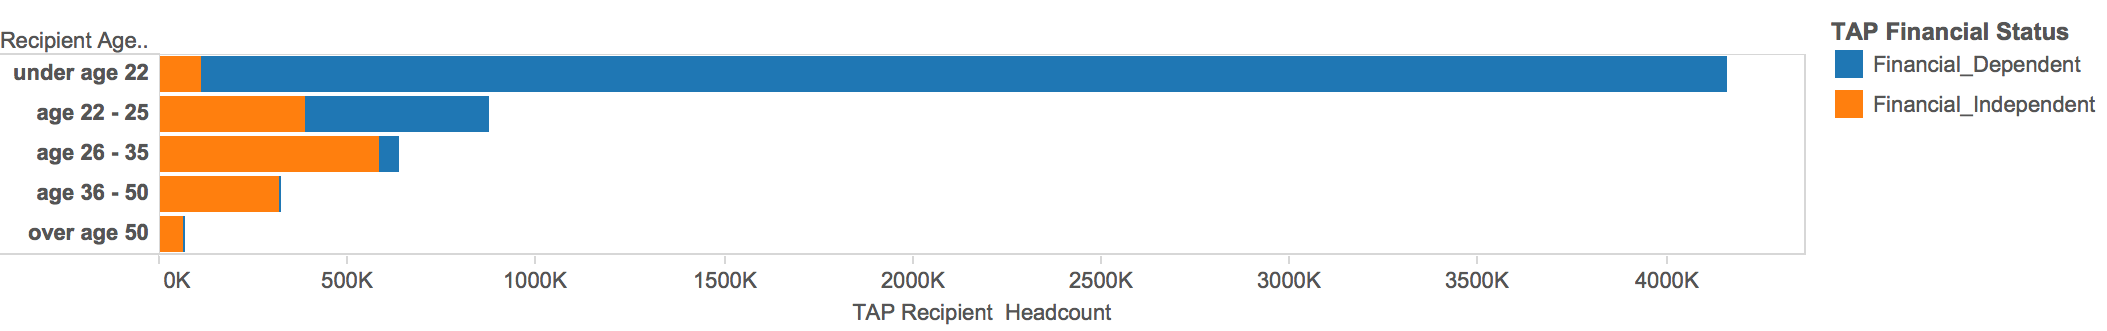 Recipient Age..
under age 22
age 22 - 25
age 26 - 35
age 36 - 50
over age 50
0K 500K 1000K 1500K 2000K 2500K 3000K 3500K 4000K
TAP Recipient  Headcount
TAP Financial Status
Financial_Dependent
Financial_Independent